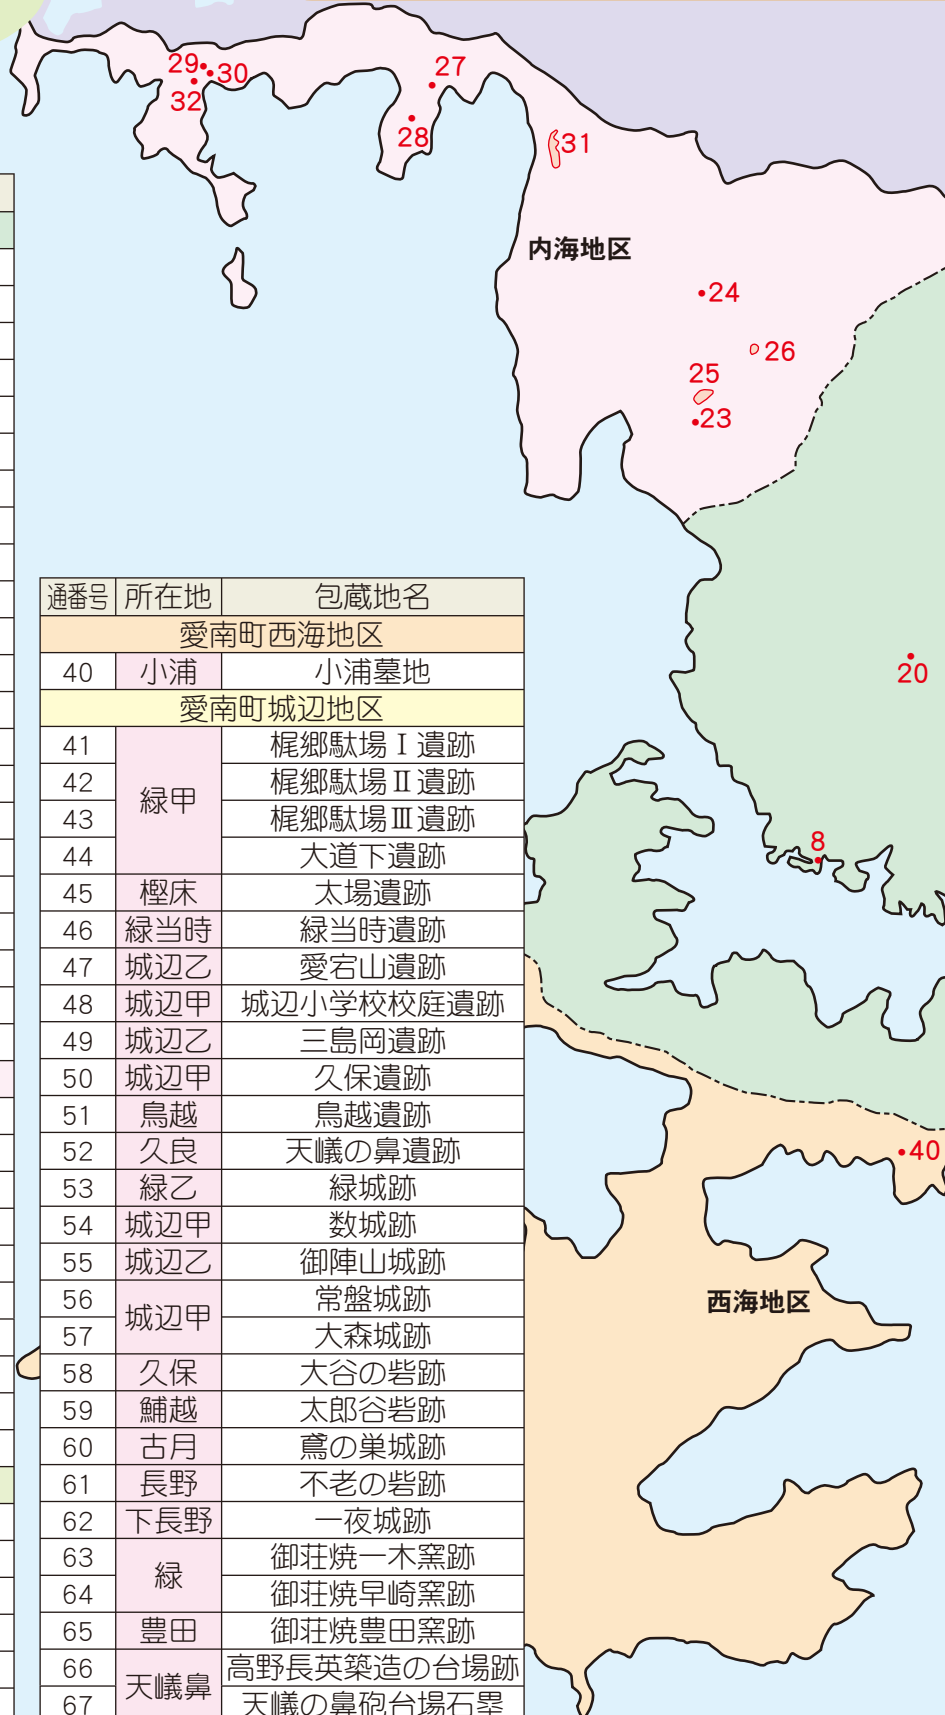 29
30
32
27
28
31
内海地区
24
26
25
23
20
8
40
西海地区
通番号 所在地 包蔵地名
愛南町西海地区
40 小浦 小浦墓地
愛南町城辺地区
41 緑甲 梶郷駄場Ⅰ遺跡
42 梶郷駄場Ⅱ遺跡
43 梶郷駄場Ⅲ遺跡
44 大道下遺跡
45 樫床 太場遺跡
46 緑当時 緑当時遺跡
47 城辺乙 愛宕山遺跡
48 城辺甲 城辺小学校校庭遺跡
49 城辺乙 三島岡遺跡
50 城辺甲 久保遺跡
51 鳥越 鳥越遺跡
52 久良 天嶬の鼻遺跡
53 緑乙 緑城跡
54 城辺甲 数城跡
55 城辺乙 御陣山城跡
56 城辺甲 常盤城跡
57 大森城跡
58 久保 大谷の砦跡
59 鯆越 太郎谷砦跡
60 古月 鳶の巣城跡
61 長野 不老の砦跡
62 下長野 一夜城跡
63 緑 御荘焼一木窯跡
64 御荘焼早崎窯跡
65 豊田 御荘焼豊田窯跡
66 天嶬鼻 高野長英築造の台場跡
67 天嶬の鼻砲台場石塁